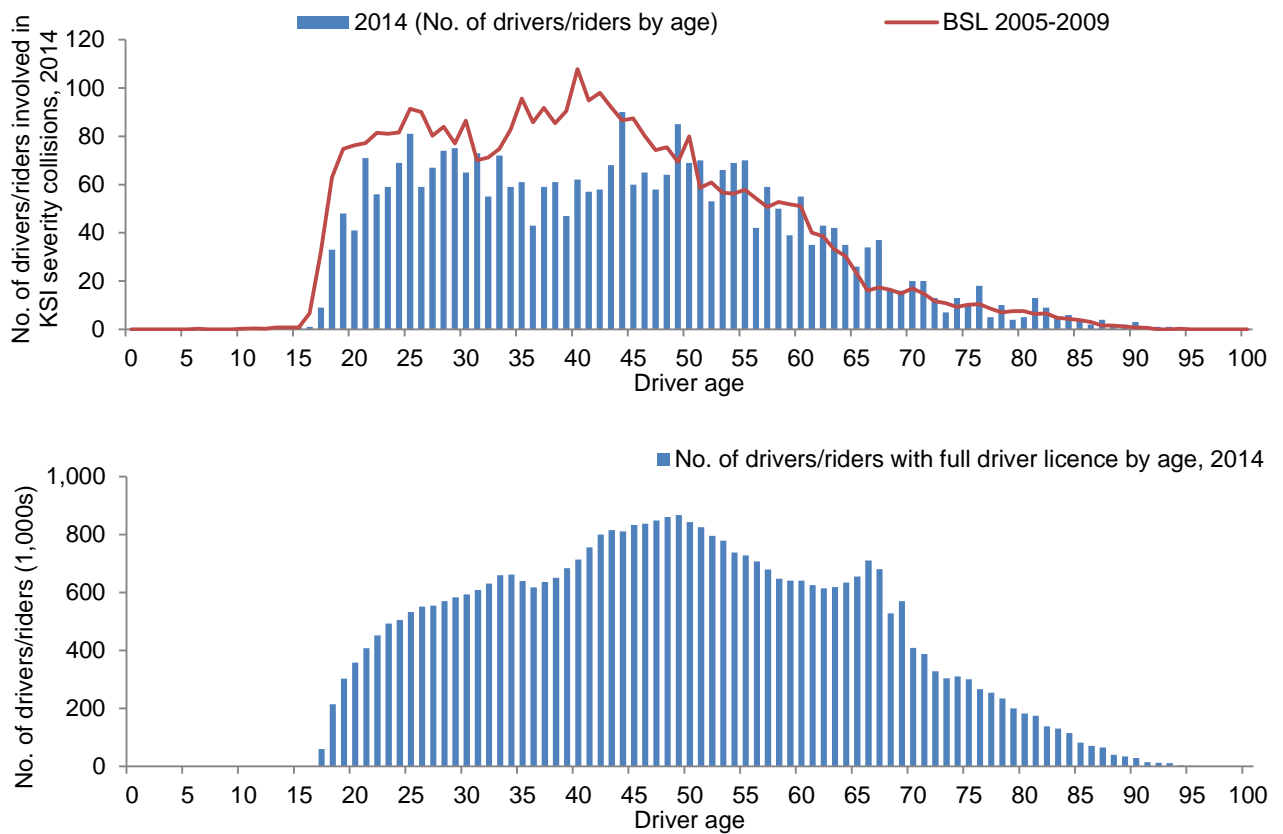 2014 (No. of drivers/riders by age) BSL 2005-2009
No. of drivers/riders involved in
KSI severity collisions, 2014
120
100
80
60
40
20
0
0 5 10 15 20 25 30 35 40 45 50 55 60 65 70 75 80 85 90 95 100
Driver age
No. of drivers/riders with full driver licence by age, 2014
No. of drivers/riders (1,000s)
1,000
800
600
400
200
0
0 5 10 15 20 25 30 35 40 45 50 55 60 65 70 75 80 85 90 95 100
Driver age